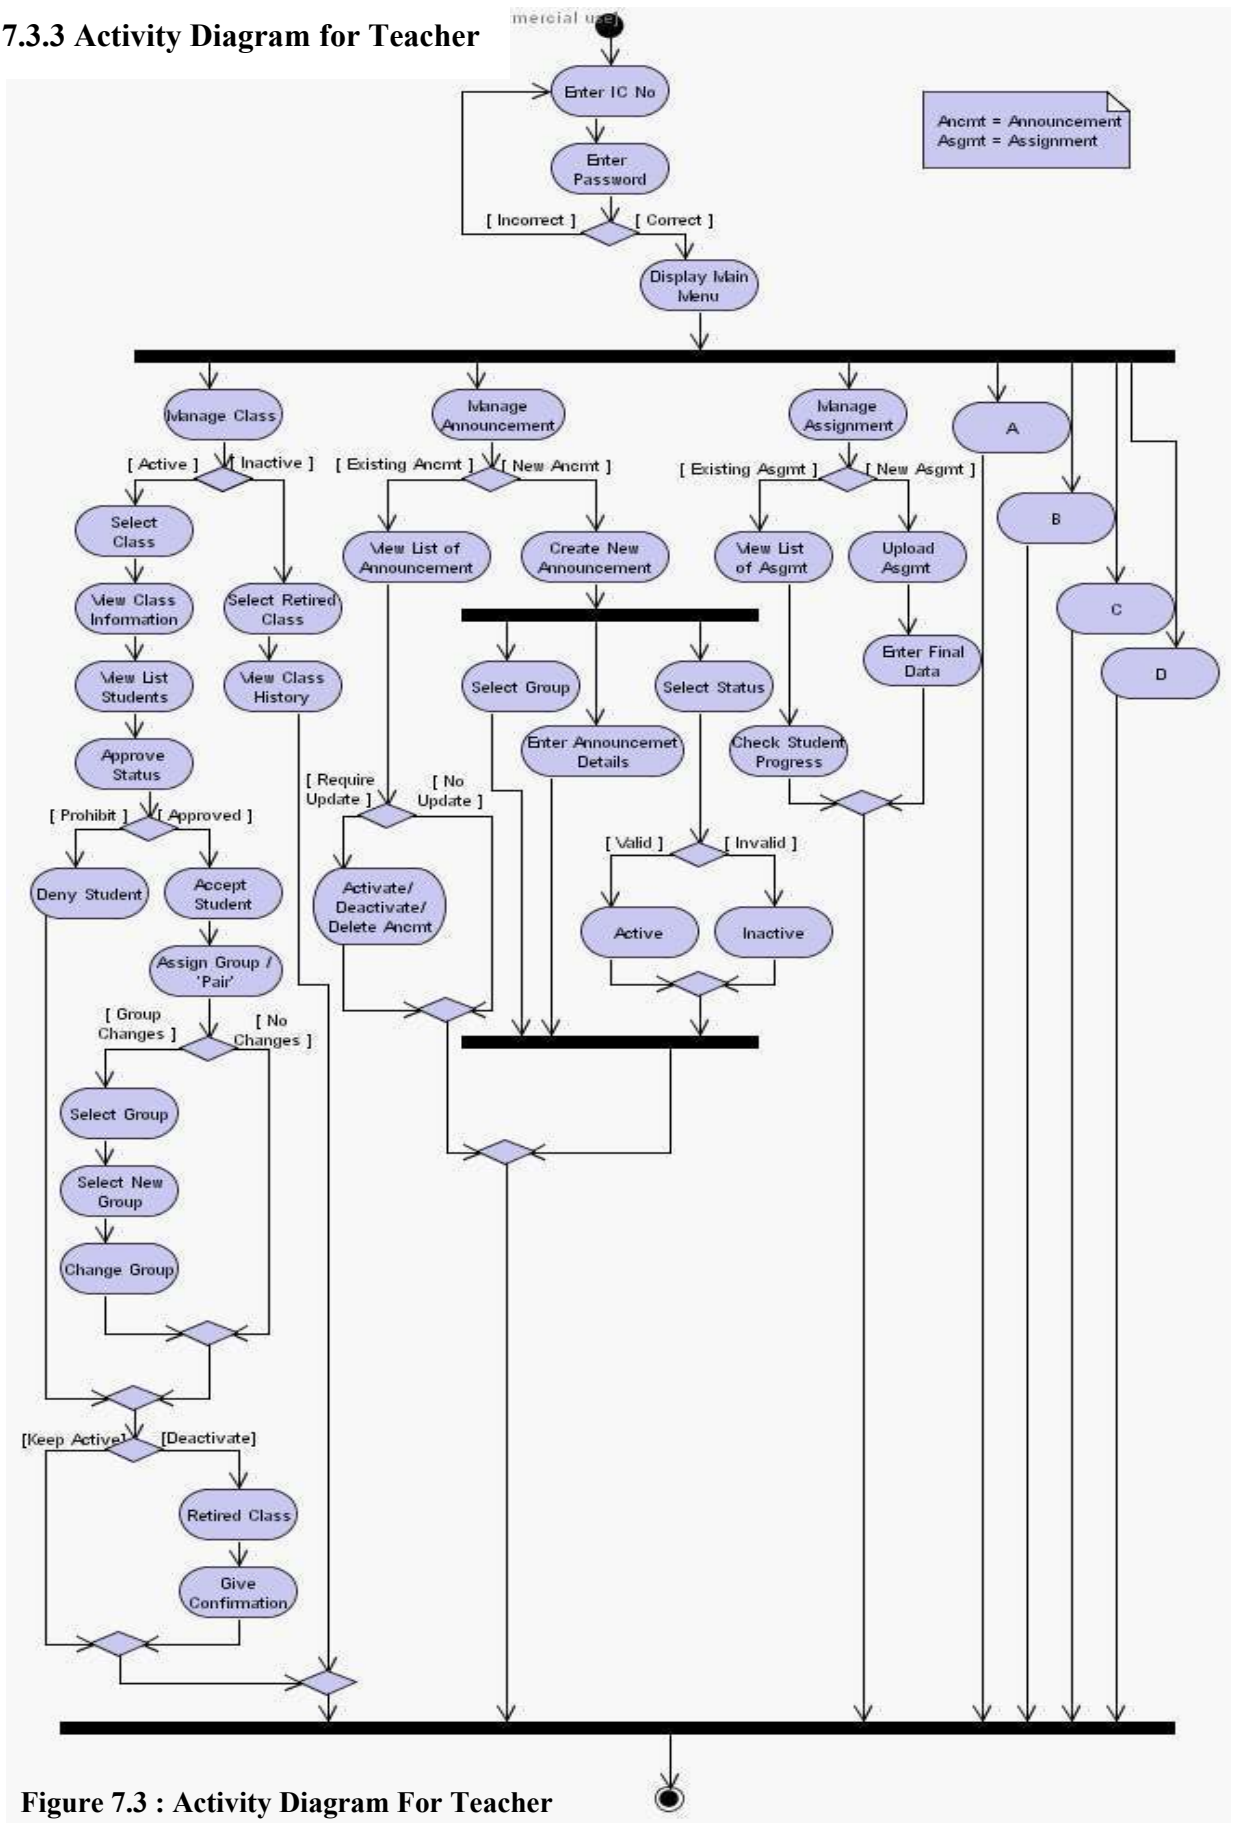 mercial use]
7.3.3 Activity Diagram for Teacher
Enter IC No
Ancmt = Announcement
Asgmt = Assignment
Enter
Password
[ Incorrect ]
[ Correct ]
Display Main
Menu
Manage Class
Manage
Announcement
Manage
Assignment
A
[ Active ]
[ Inactive ]
[ Existing Ancmt ]
[ New Ancmt ]
[ Existing Asgmt ]
[ New Asgmt ]
B
Select
Class
View List of
Announcement
Create New
Announcement
View List
of Asgmt
Upload
Asgmt
View Class
Information
Select Retired
Class
C
View List
Students
View Class
History
Select Group
Select Status
Enter Final
Data
D
Approve
Status
Enter Announcemet
Details
Check Student
Progress
[ Require
Update ]
[ No
Update ]
[ Prohibit ]
[ Approved ]
[ Valid ]
[ Invalid ]
Deny Student
Accept
Student
Activate/
Deactivate/
Delete Ancmt
Active
Inactive
Assign Group /
'Pair'
[ Group
Changes ]
[ No
Changes ]
Select Group
Select New
Group
Change Group
[Keep Active]
[Deactivate]
Retired Class
Give
Confirmation
Figure 7.3 : Activity Diagram For Teacher